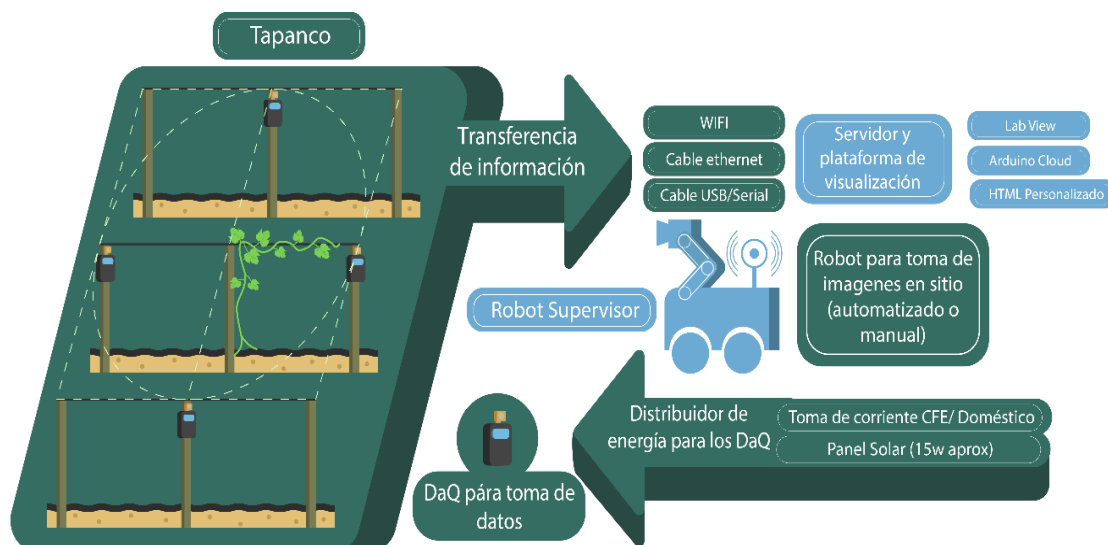 Tapanco
Transferencia
de información
WIFI
Cable ethernet
Cable USB/Serial
Servidor y
plataforma de
visualización
Lab View
Arduino Cloud
HTML Personalizado
Robot Supervisor
Robot para toma de
imagenes en sitio
(automatizado o
manual)
Distribuidor de
energía para los DaQ
Toma de corriente CFE/ Doméstico
Panel Solar (15w aprox)
DaQ pára toma de
datos